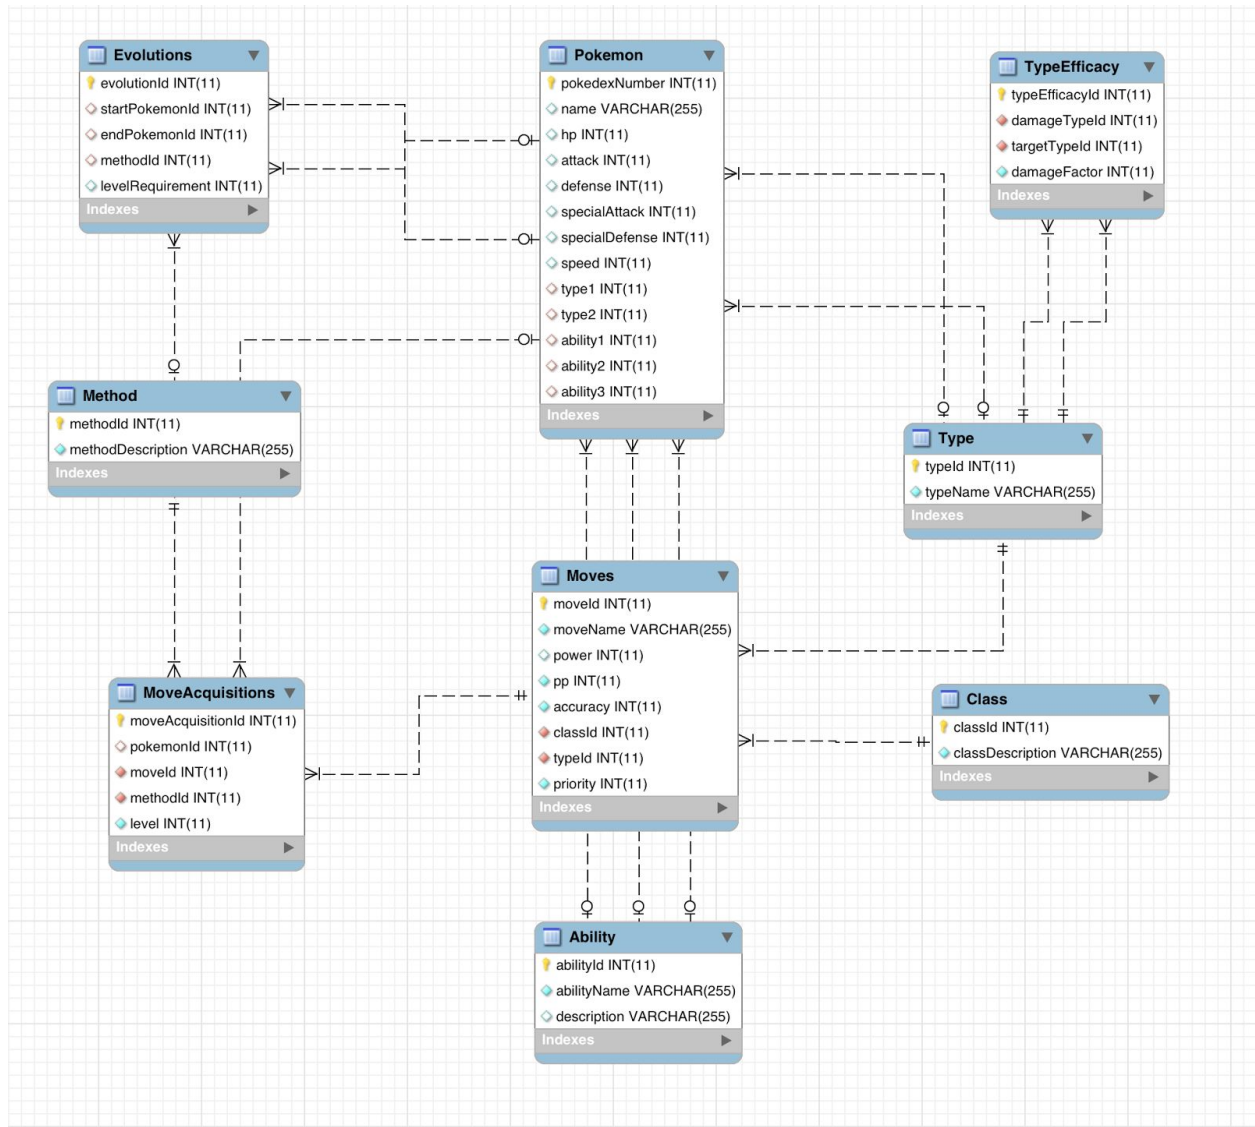 Evolutions
evolutionId INT(11)
startPokemonId INT(11)
endPokemonId INT(11)
methodId INT(11)
levelRequirement INT(11)
Indexes
Pokemon
pokedexNumber INT(11)
name VARCHAR(255)
hp INT(11)
attack INT(11)
defense INT(11)
specialAttack INT(11)
specialDefense INT(11)
speed INT(11)
type1 INT(11)
type2 INT(11)
ability1 INT(11)
ability2 INT(11)
ability3 INT(11)
Indexes
TypeEfficacy
typeEfficacyId INT(11)
damageTypeId INT(11)
targetTypeId INT(11)
damageFactor INT(11)
Indexes
Method
methodId INT(11)
methodDescription VARCHAR(255)
Indexes
Type
typeId INT(11)
typeName VARCHAR(255)
Indexes
Moves
moveId INT(11)
moveName VARCHAR(255)
power INT(11)
pp INT(11)
accuracy INT(11)
classId INT(11)
typeId INT(11)
priority INT(11)
Indexes
MoveAcquisitions
moveAcquisitionId INT(11)
pokemonId INT(11)
moveId INT(11)
methodId INT(11)
level INT(11)
Indexes
Class
classId INT(11)
classDescription VARCHAR(255)
Indexes
Ability
abilityId INT(11)
abilityName VARCHAR(255)
description VARCHAR(255)
Indexes